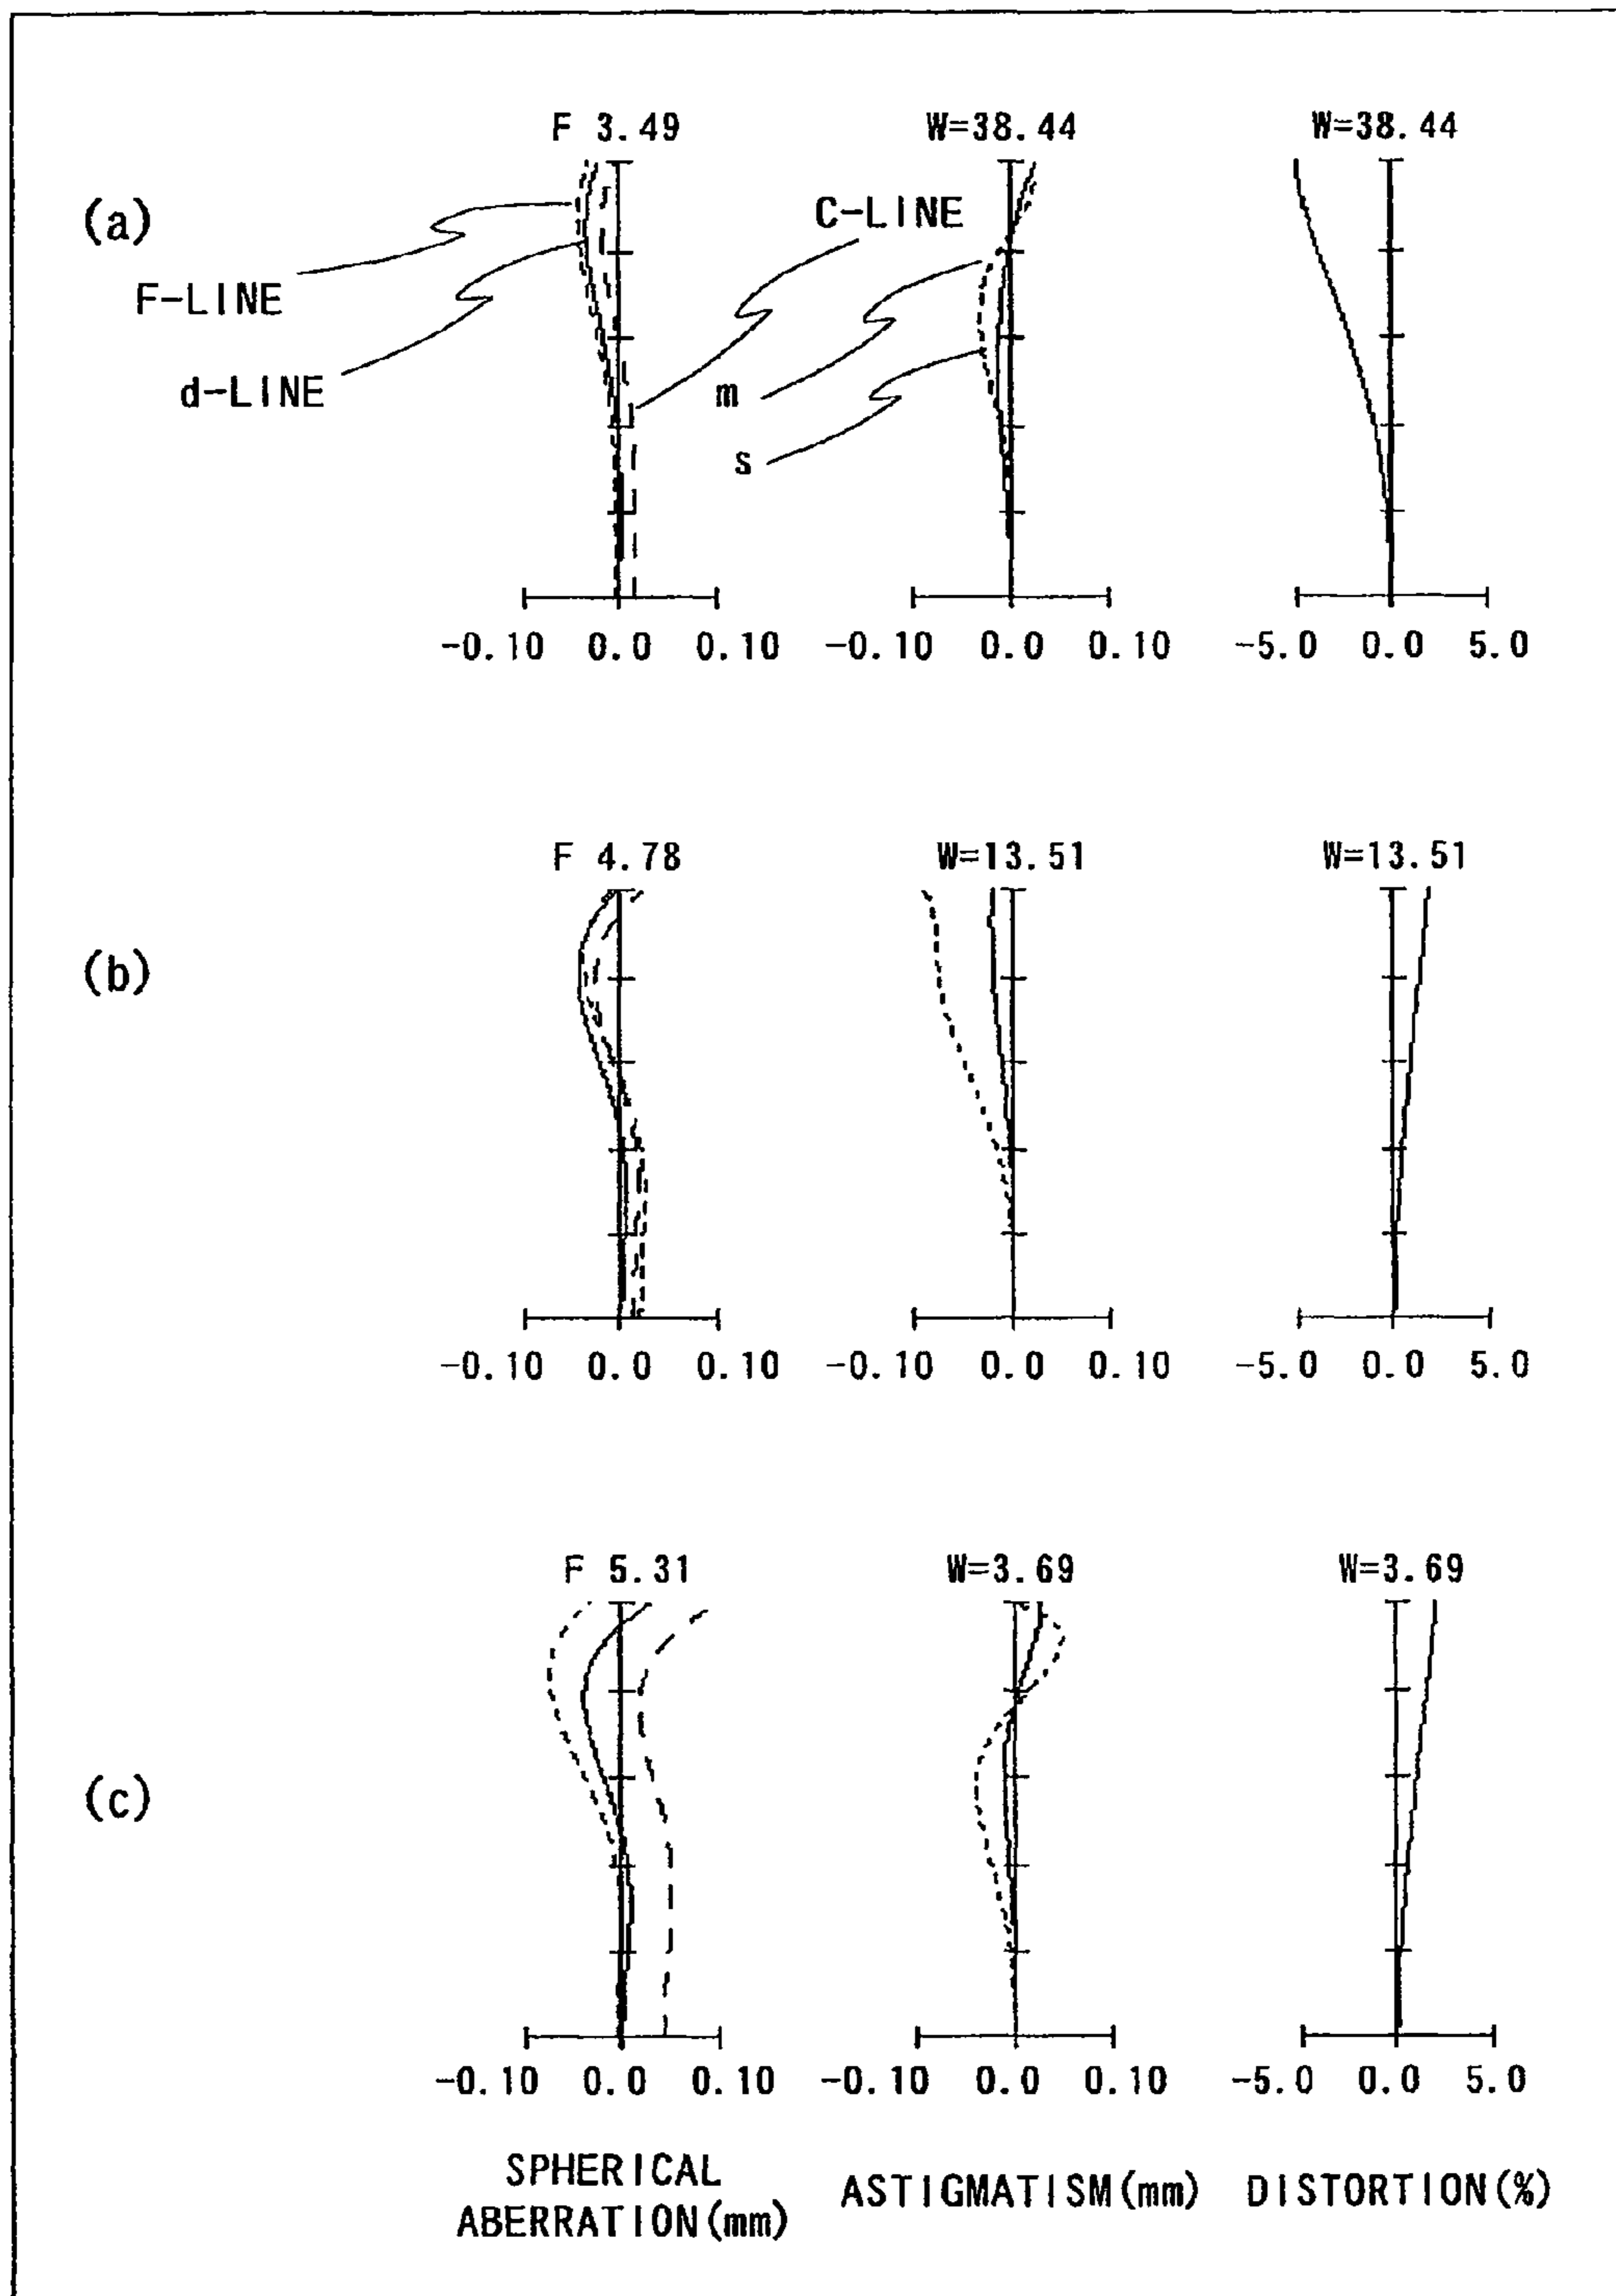 F 3.49 W=38.44 W=38.44
(a)
C-LINE
F-LINE
d-LINE
m
s
-0.10 0.0 0.10 -0.10 0.0 0.10 -5.0 0.0 5.0
F 4.78 W=13.51 W=13.51
(b)
-0.10 0.0 0.10 -0.10 0.0 0.10 -5.0 0.0 5.0
F 5.31 W=3.69 W=3.69
(c)
-0.10 0.0 0.10 -0.10 0.0 0.10 -5.0 0.0 5.0
SPHERICAL
ABERRATION(mm) ASTIGMATISM(mm) DISTORTION(%)